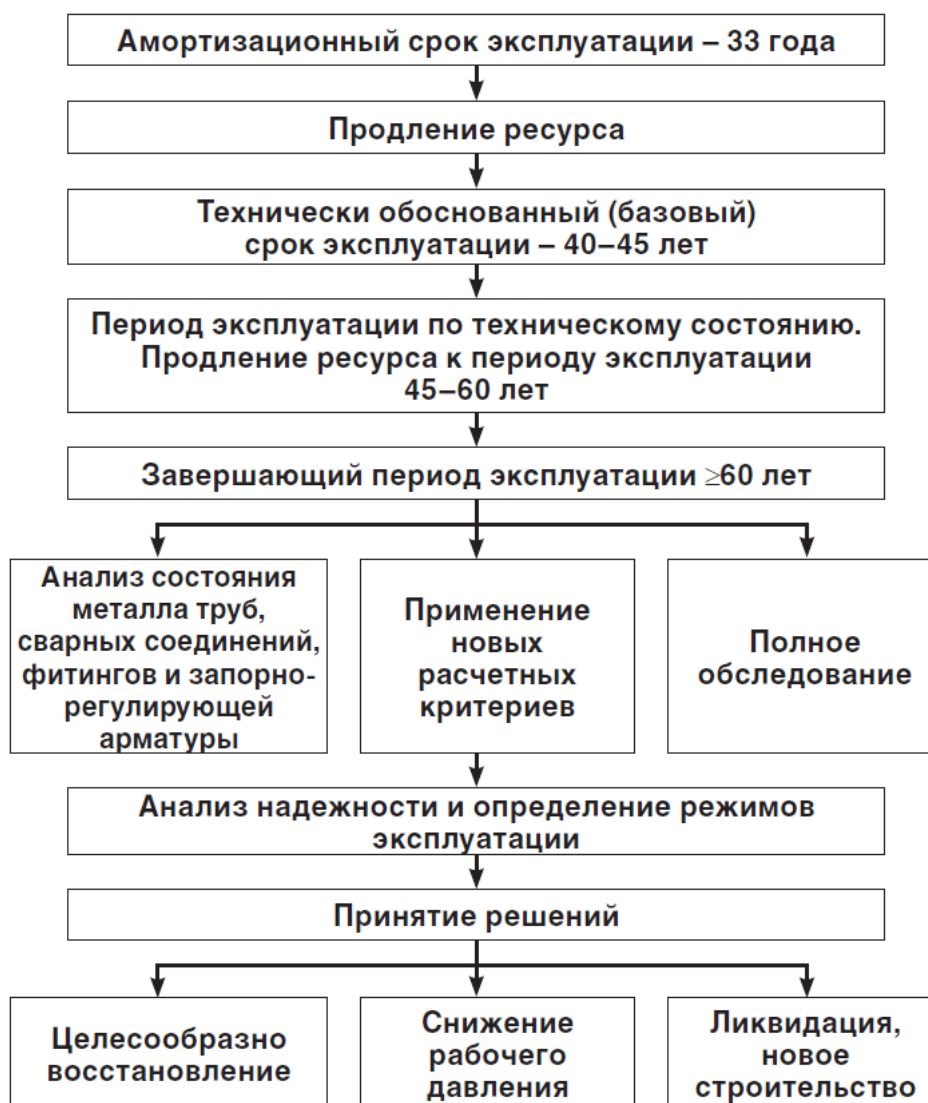 Амортизационный срок эксплуатации – 33 года
Продление ресурса
Технически обоснованный (базовый)
срок эксплуатации – 40–45 лет
Период эксплуатации по техническому состоянию.
Продление ресурса к периоду эксплуатации
45–60 лет
Завершающий период эксплуатации ≥60 лет
Анализ состояния
металла труб,
сварных соединений,
фитингов и запорно-
регулирующей
арматуры
Применение
новых
расчетных
критериев
Полное
обследование
Анализ надежности и определение режимов
эксплуатации
Принятие решений
Целесообразно
восстановление
Снижение
рабочего
давления
Ликвидация,
новое
строительство